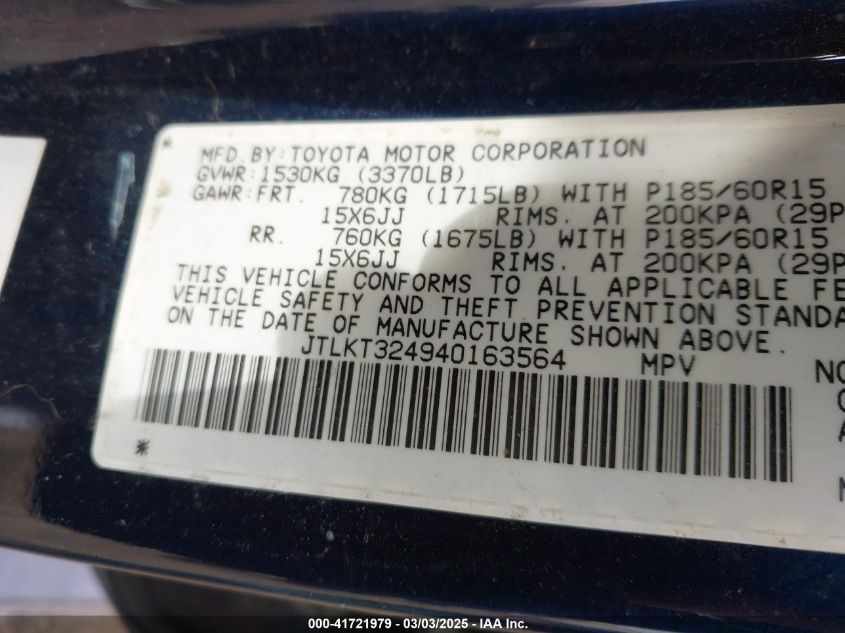 MFD.BY:TOYOTA MOTOR CORPORATION
GVWR:1530KG (3370LB)
GAWR:FRT. 780KG (1715LB) WITH P185/60R15
15X6JJ RIMS. AT 200KPA (29P
RR. 760KG (1675LB) WITH P185/60R15
15X6JJ RIMS. AT 200KPA (29P
THIS VEHICLE CONFORMS TO ALL APPLICABLE FE
VEHICLE SAFETY AND THEFT PREVENTION STANDA
ON THE DATE OF MANUFACTURE SHOWN ABOVE.
JTLKT324940163564 MPV NO
000-41721979 - 03/03/2025 - IAA Inc.